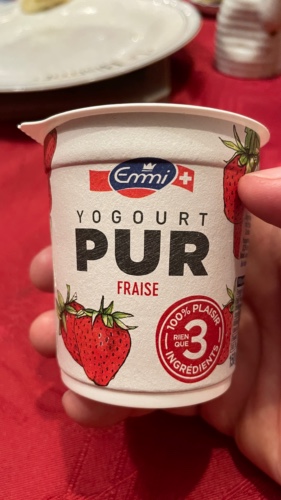 Emmi
YOGOURT
PUR
FRAISE
100% PLAISIR
RIEN
QUE
3
INGRÉDIENTS